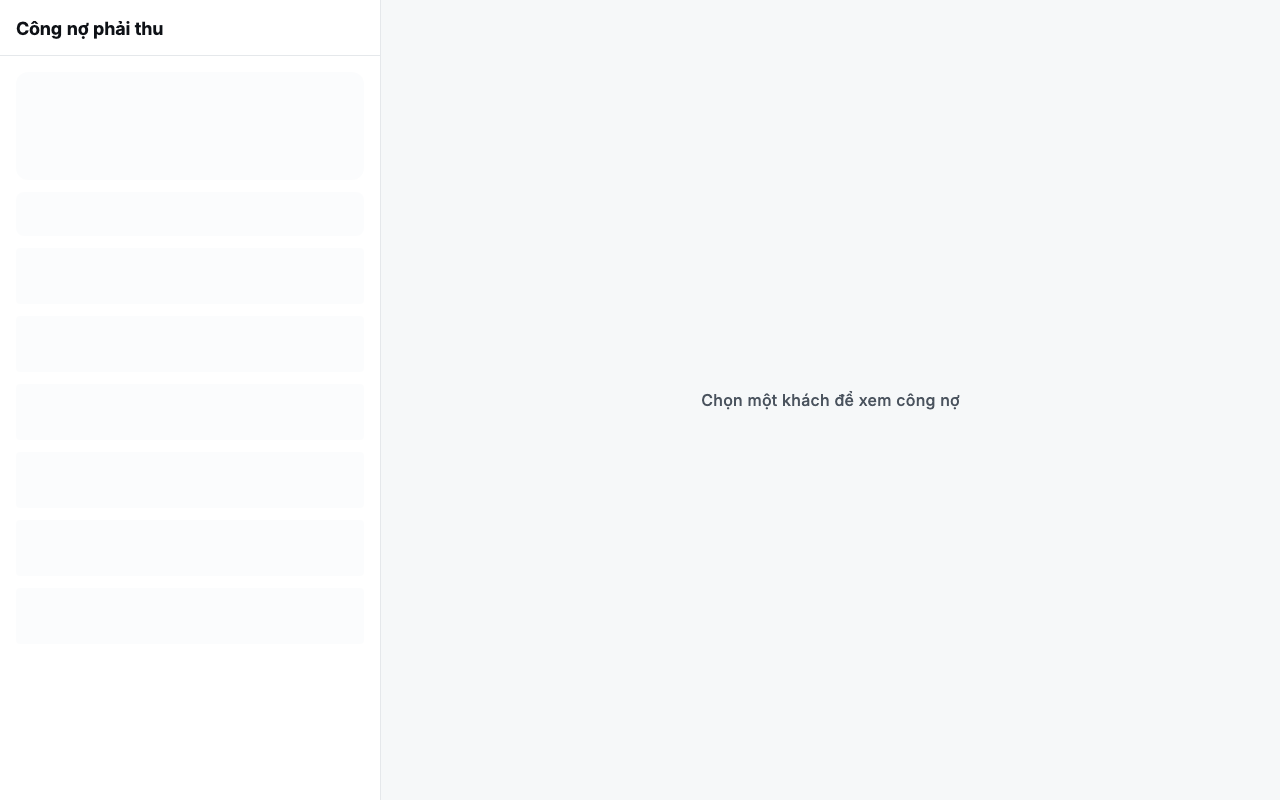 Công nợ phải thu
Chọn một khách để xem công nợ